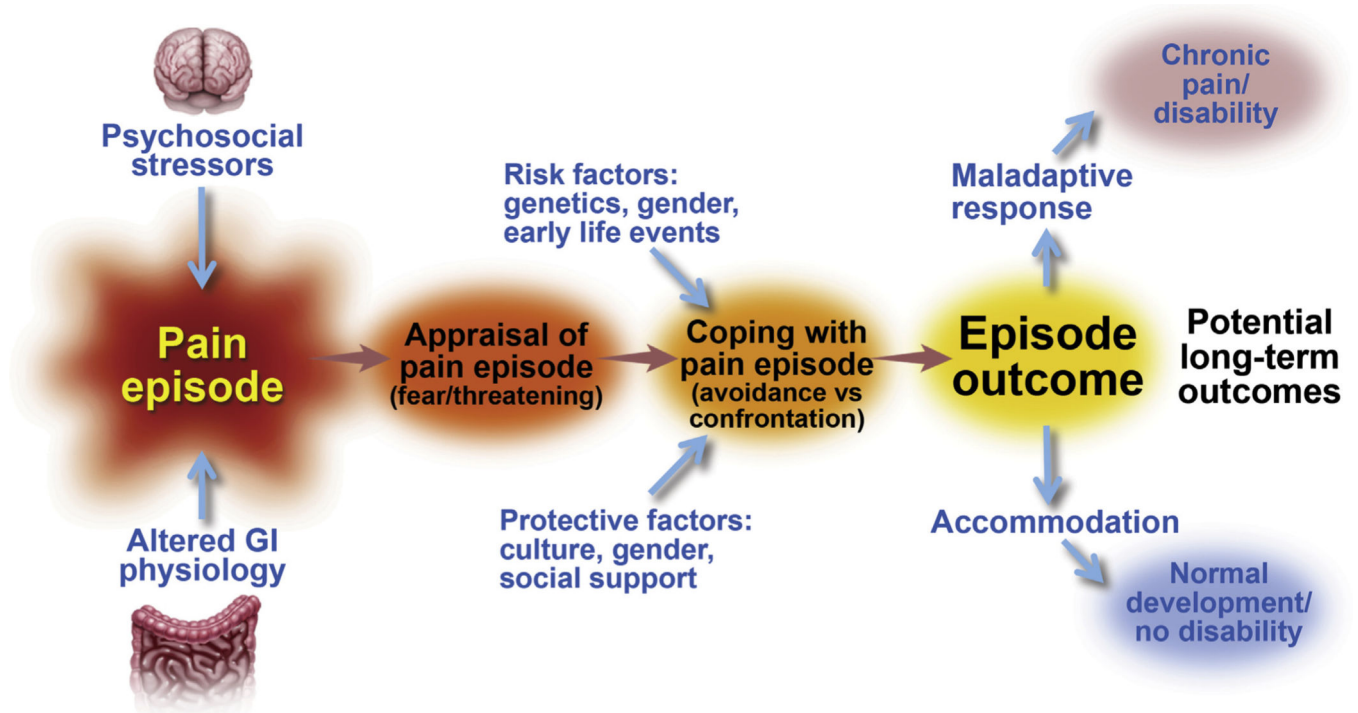 Psychosocial
stressors
Pain
episode
Altered GI
physiology
Appraisal of
pain episode
(fear/threatening)
Risk factors:
genetics, gender,
early life events
Coping with
pain episode
(avoidance vs
confrontation)
Protective factors:
culture, gender,
social support
Chronic
pain/
disability
Maladaptive
response
Episode
outcome
Potential
long-term
outcomes
Accommodation
Normal
development/
no disability